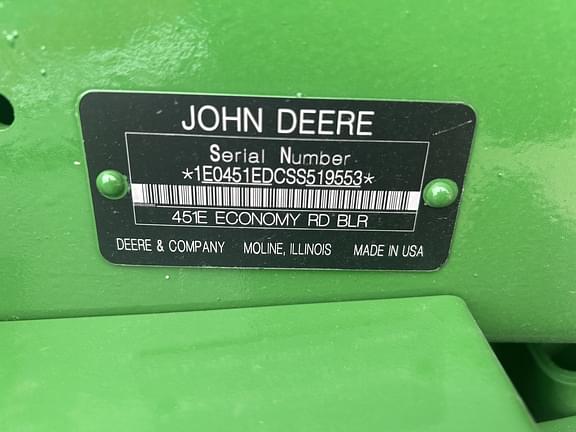 JOHN DEERE
Serial Number
*1E0451EDCSS519553*
451E ECONOMY RD BLR
DEERE & COMPANY MOLINE, ILLINOIS MADE IN USA